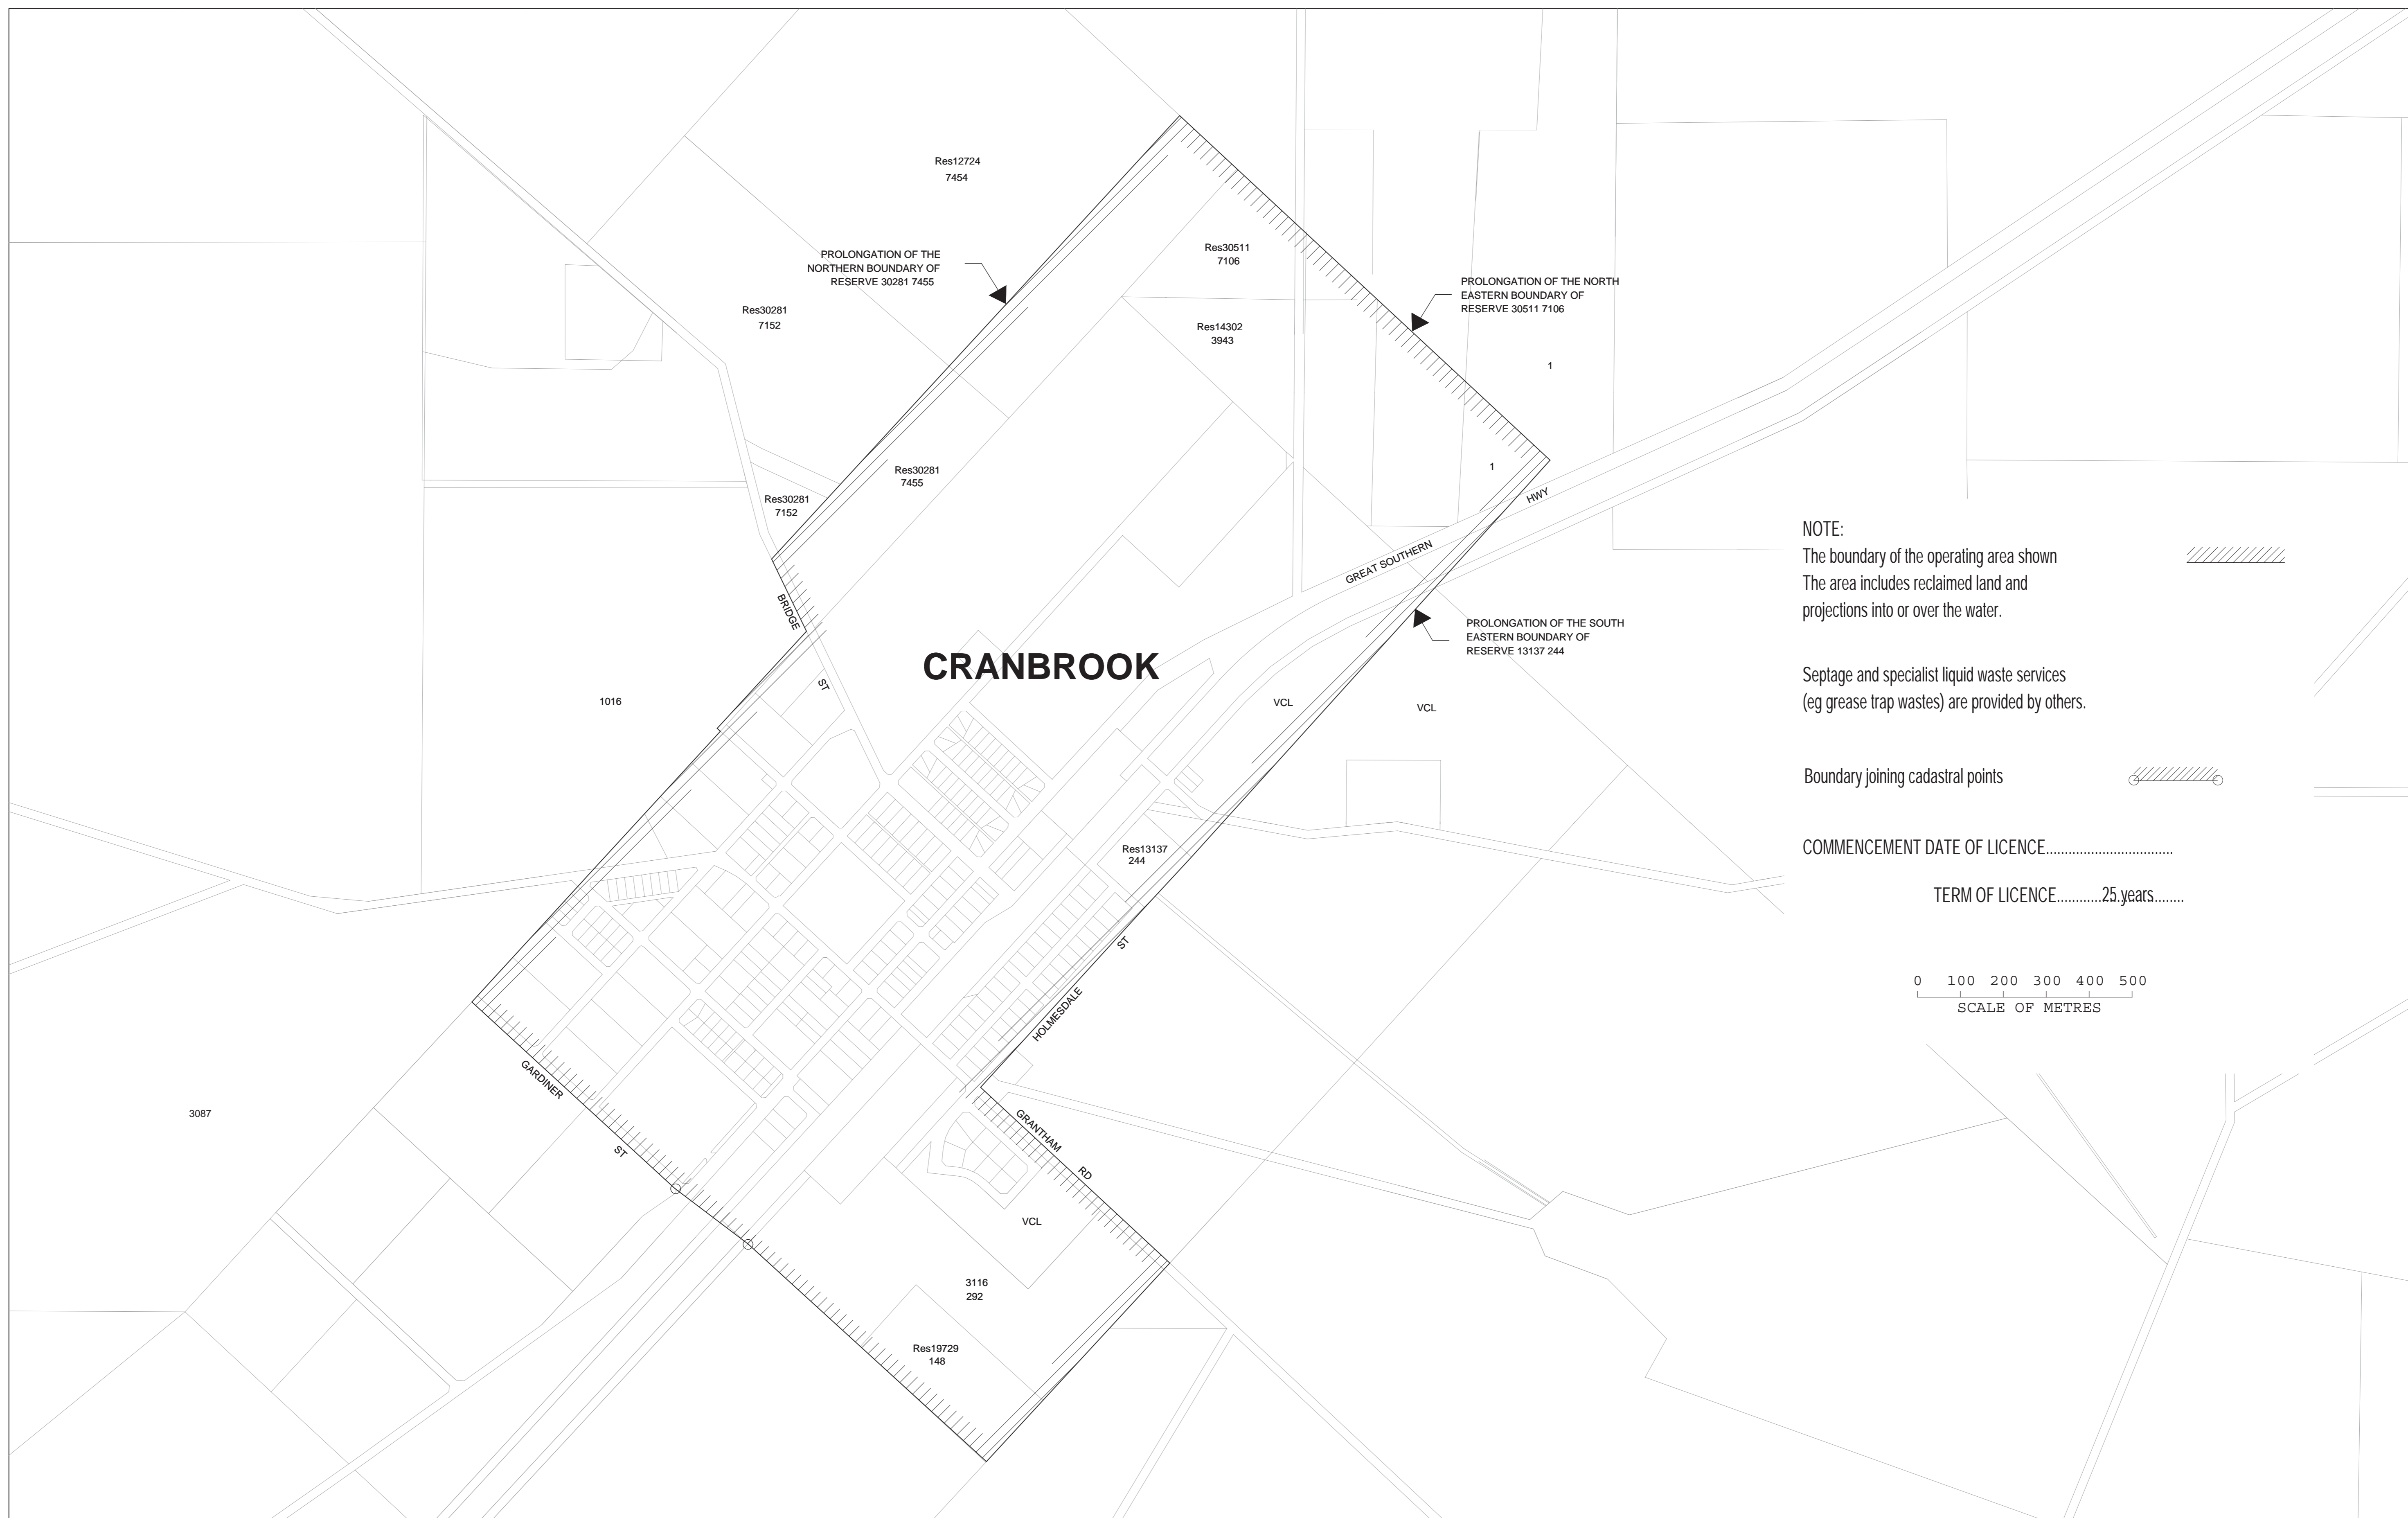 Res12724
7454
PROLONGATION OF THE
NORTHERN BOUNDARY OF
RESERVE 30281 7455
Res30511
7106
PROLONGATION OF THE NORTH
EASTERN BOUNDARY OF
RESERVE 30511 7106
Res30281
7152
Res14302
3943
1
Res30281
7455
1
Res30281
7152
HWY
GREAT SOUTHERN
BRIDGE
ST
PROLONGATION OF THE SOUTH
EASTERN BOUNDARY OF
RESERVE 13137 244
CRANBROOK
1016
VCL
VCL
Res13137
244
HOLMESDALE
ST
GARDINER
ST
GRANTHAM
RD
3087
VCL
3116
292
Res19729
148
NOTE:
The boundary of the operating area shown
The area includes reclaimed land and
projections into or over the water.
Septage and specialist liquid waste services
(eg grease trap wastes) are provided by others.
Boundary joining cadastral points
COMMENCEMENT DATE OF LICENCE..................................
TERM OF LICENCE............25 years........
0 100 200 300 400 500
SCALE OF METRES